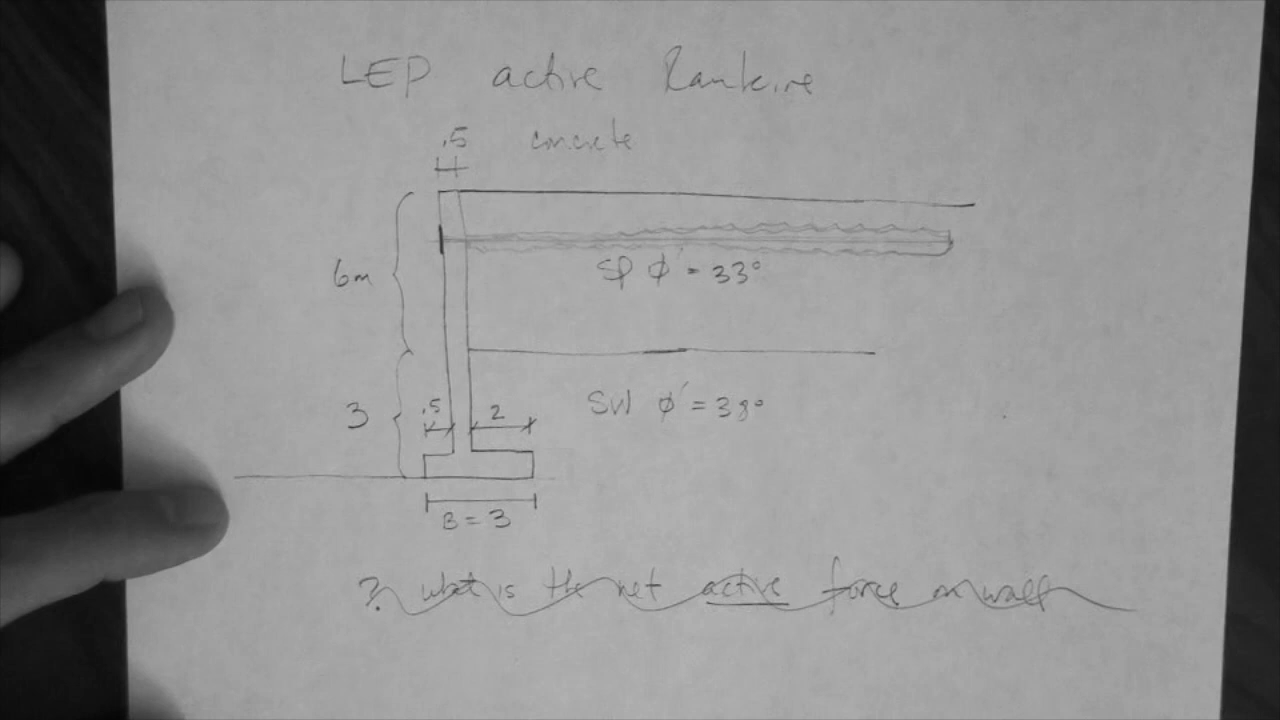 LEP active Rankine
.5 concrete
6m
SP φ' = 33°
3
.5
2
SW φ' = 38°
B = 3
? what is the net active force on wall